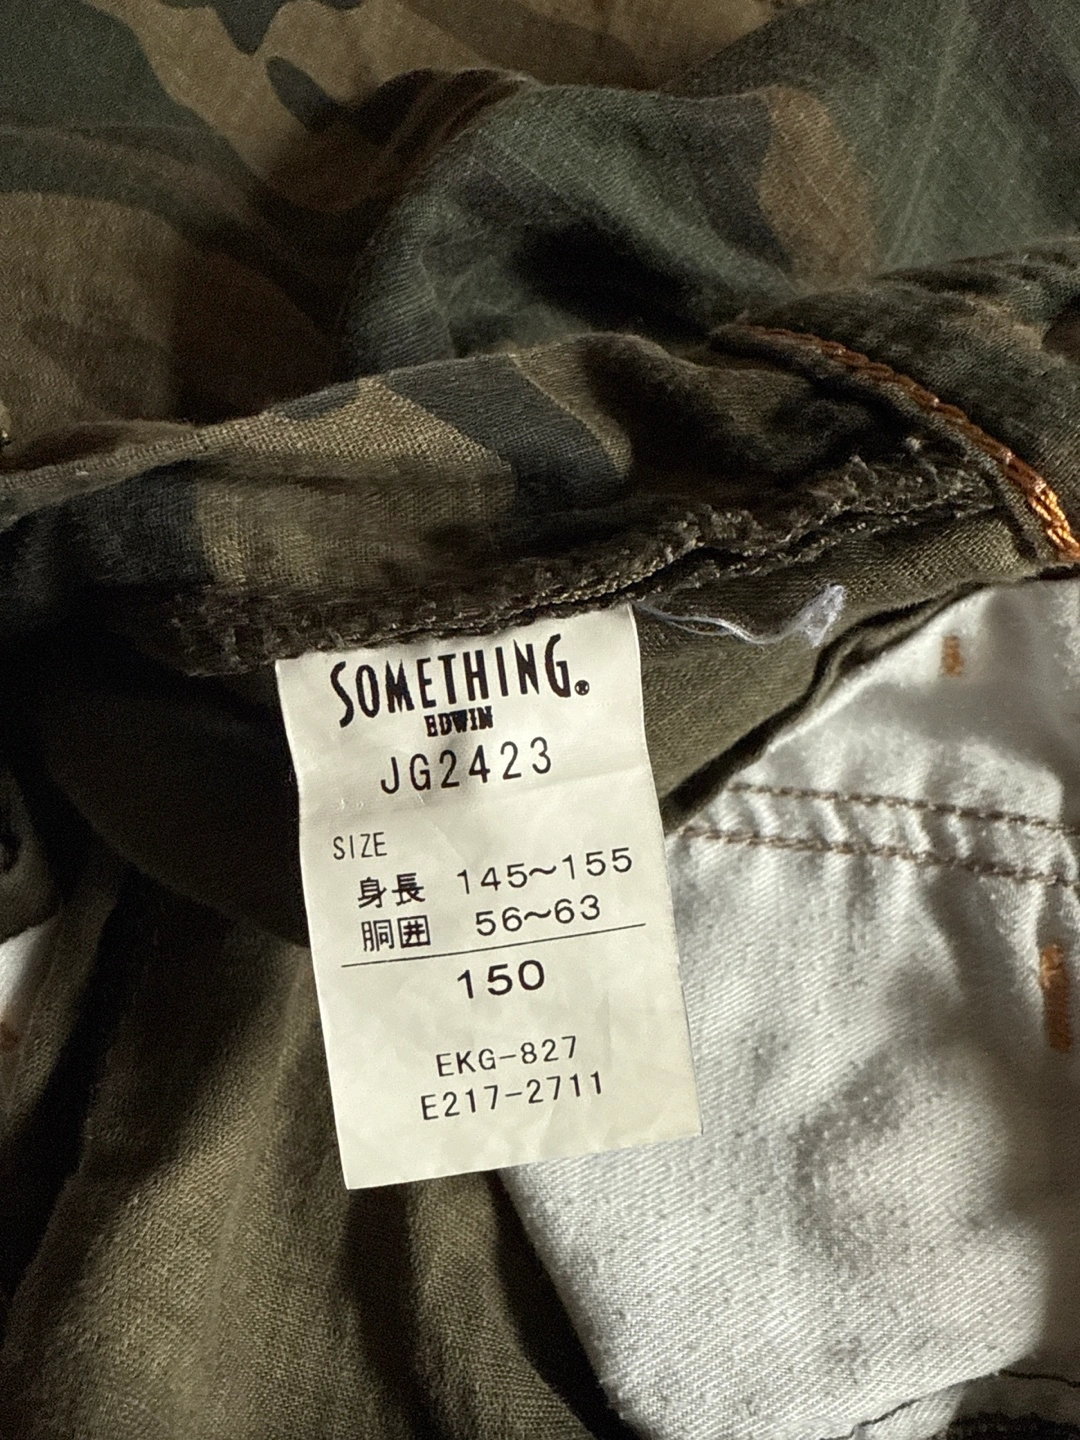 SOMETHING®
EDWIN
JG2423
SIZE
身長 145~155
胴囲 56~63
150
EKG-827
E217-2711